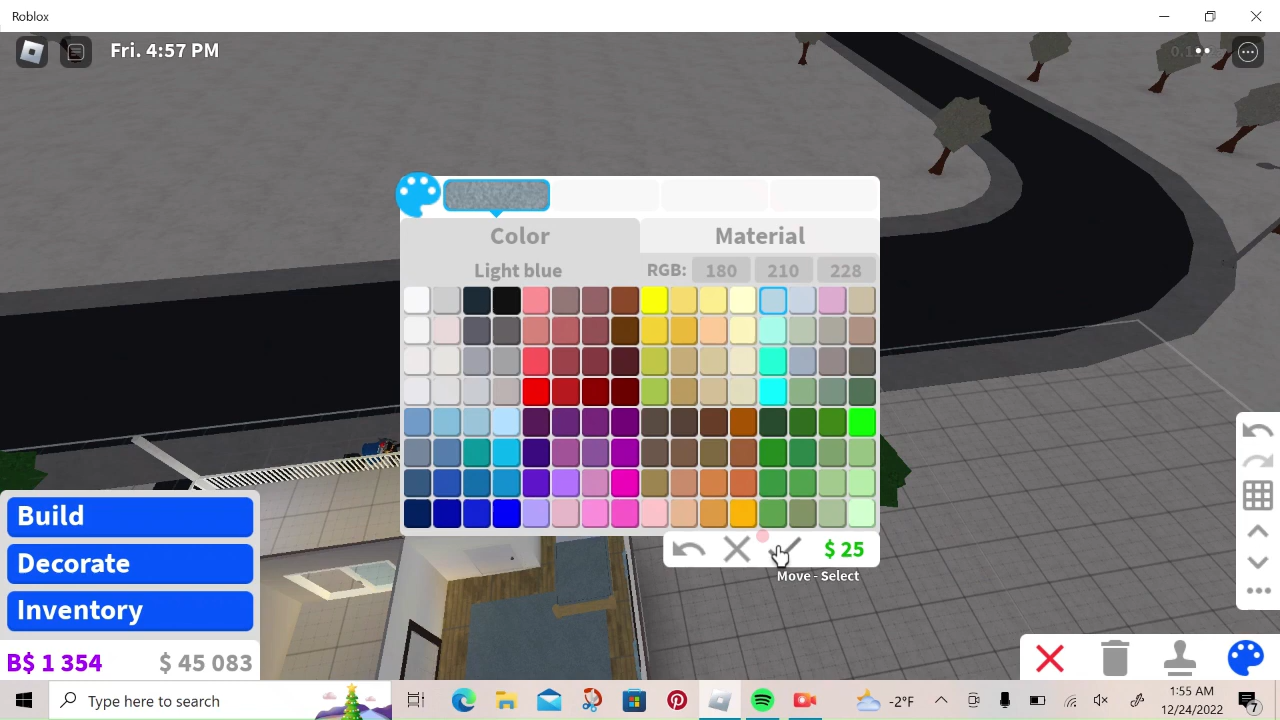 Roblox
Fri. 4:57 PM
Color
Material
Light blue
RGB: 180 210 228
$ 25
Move - Select
Build
Decorate
Inventory
B$ 1 354 $ 45 083
Type here to search
-2°F
1:55 AM
12/24/2022
7